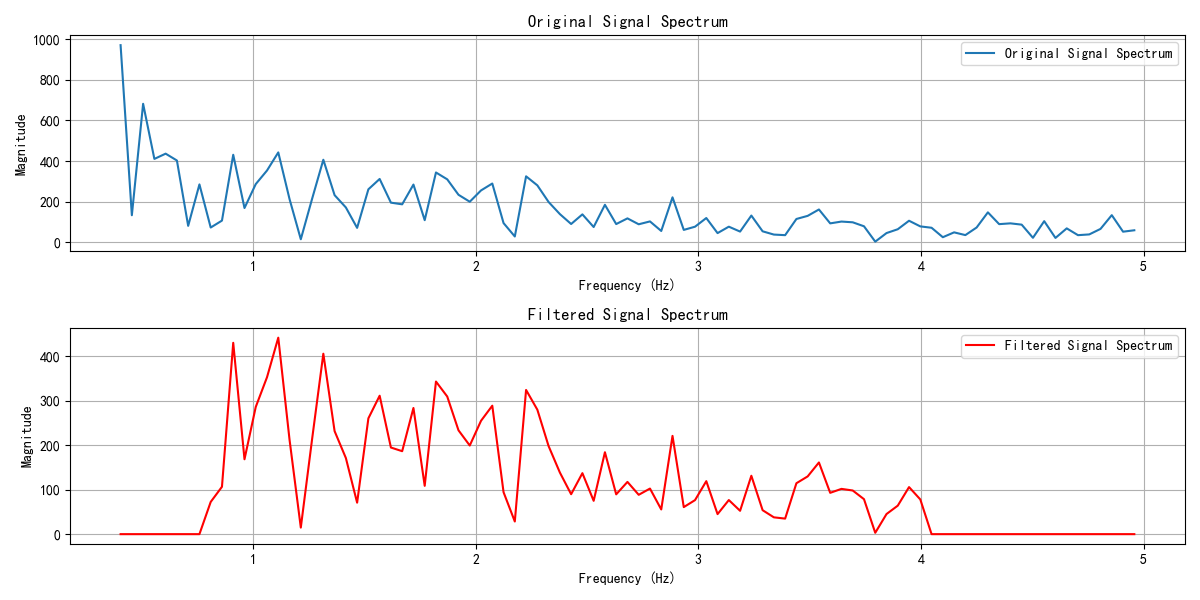 Original Signal Spectrum
1000
800
600
400
200
0
Magnitude
Original Signal Spectrum
1 2 3 4 5
Frequency (Hz)
Filtered Signal Spectrum
400
300
200
100
0
Magnitude
Filtered Signal Spectrum
1 2 3 4 5
Frequency (Hz)